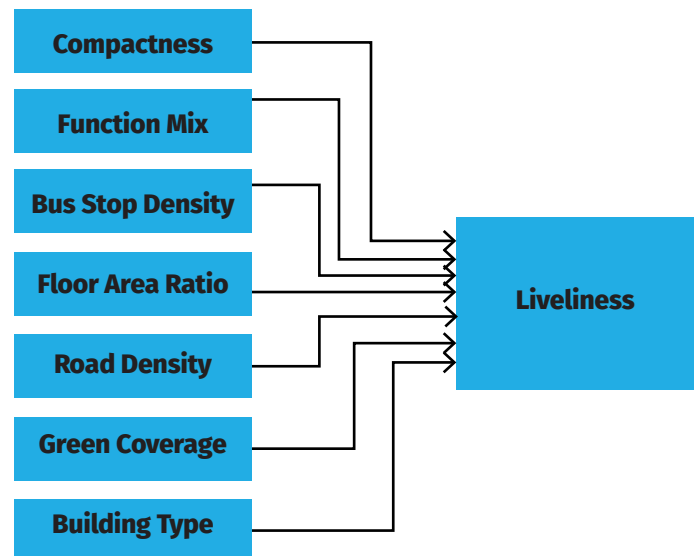 Compactness
Function Mix
Bus Stop Density
Floor Area Ratio
Liveliness
Road Density
Green Coverage
Building Type